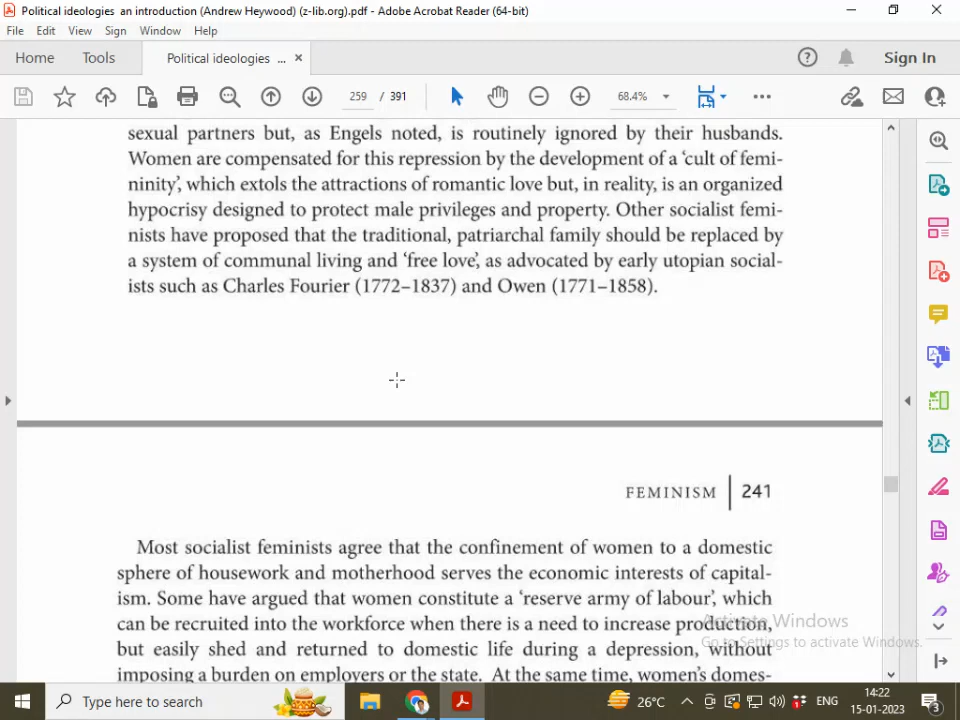 Political ideologies an introduction (Andrew Heywood) (z-lib.org).pdf - Adobe Acrobat Reader (64-bit)
File Edit View Sign Window Help
Home Tools Political ideologies ... × Sign In
259 / 391 68.4%
sexual partners but, as Engels noted, is routinely ignored by their husbands.
Women are compensated for this repression by the development of a ‘cult of femi-
ninity’, which extols the attractions of romantic love but, in reality, is an organized
hypocrisy designed to protect male privileges and property. Other socialist femi-
nists have proposed that the traditional, patriarchal family should be replaced by
a system of communal living and ‘free love’, as advocated by early utopian social-
ists such as Charles Fourier (1772–1837) and Owen (1771–1858).
FEMINISM 241
Most socialist feminists agree that the confinement of women to a domestic
sphere of housework and motherhood serves the economic interests of capital-
ism. Some have argued that women constitute a ‘reserve army of labour’, which
can be recruited into the workforce when there is a need to increase production,
but easily shed and returned to domestic life during a depression, without
imposing a burden on employers or the state. At the same time, women’s domes-
Activate Windows
Go to Settings to activate Windows.
Type here to search 26°C ENG 14:22
15-01-2023 3